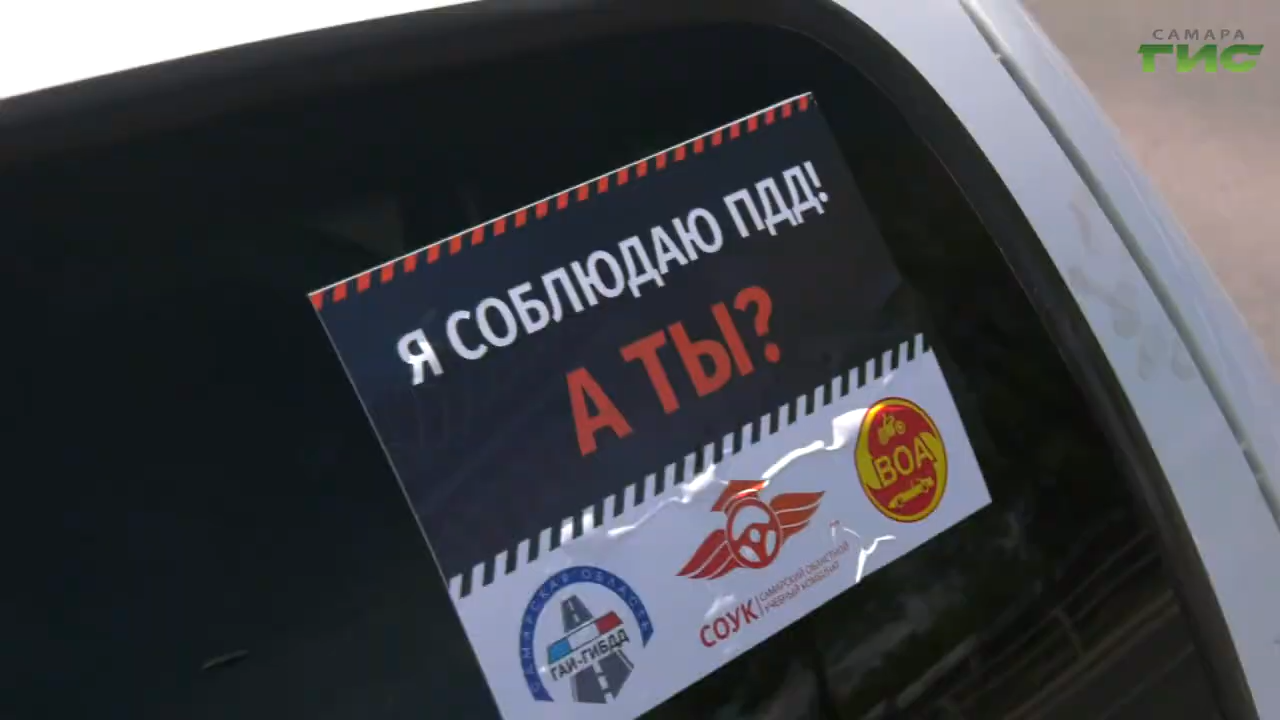 САМАРА
ГИС
Я СОБЛЮДАЮ ПДД!
А ТЫ?
САМАРСКАЯ ОБЛАСТЬ
ГАИ-ГИБДД
СОУК
САМАРСКИЙ ОБЛАСТНОЙ
УЧЕБНЫЙ КОМБИНАТ
ВОА